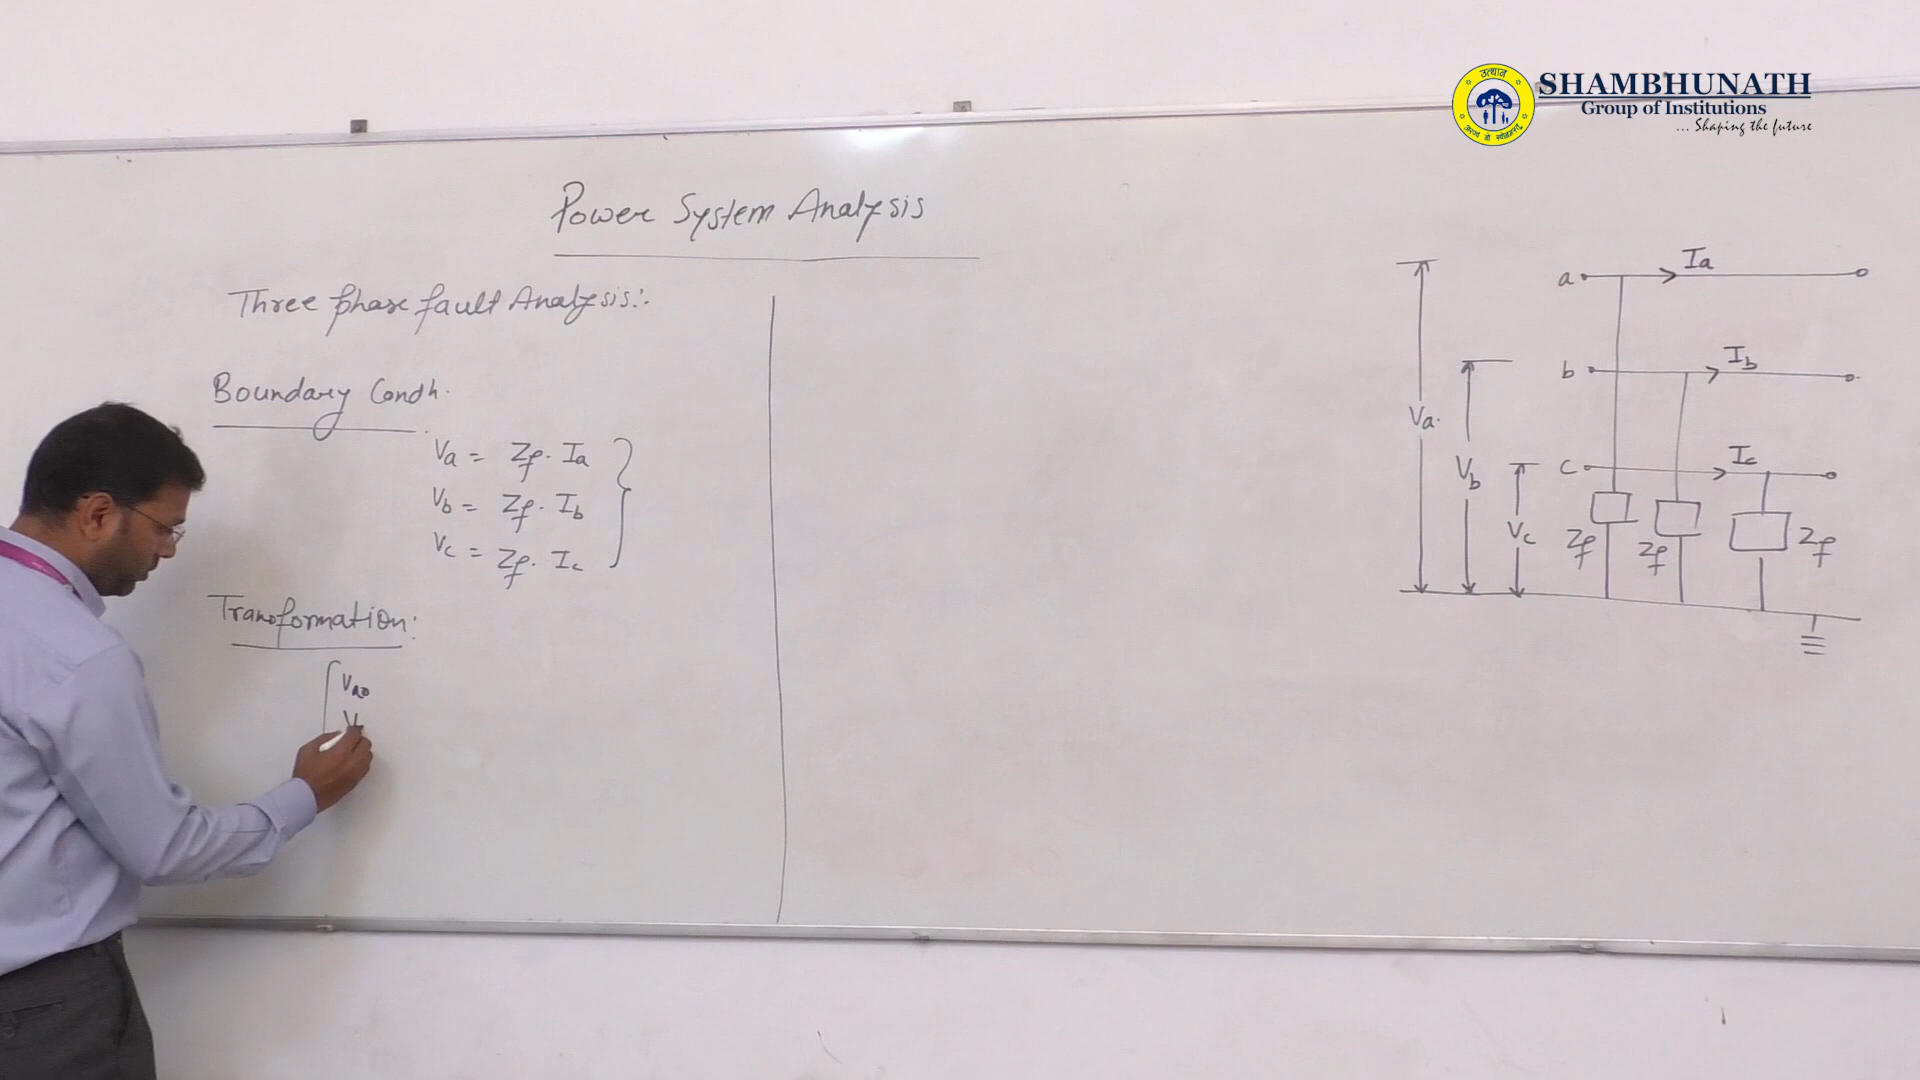 उत्थान
SHAMBHUNATH
Group of Institutions
... Shaping the future
Power System Analysis
Three phase fault Analysis:.
Boundary Condn.
Va = Zf. Ia
Vb = Zf. Ib
Vc = Zf. Ic
Transformation:
Va0
V
a
Ia
b
Ib
c
Ic
Va.
Vb
Vc
Zf
Zf
Zf